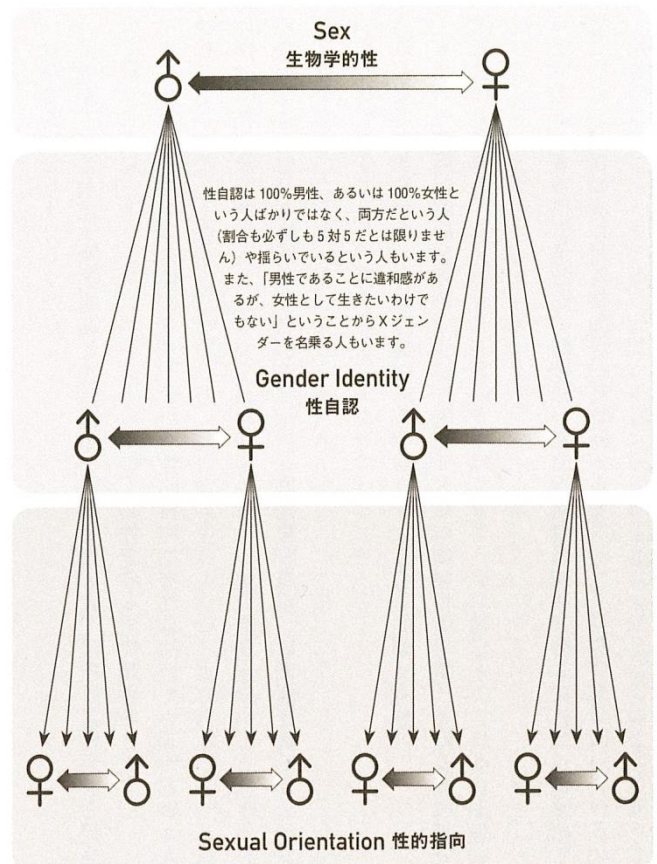 Sex
生物学的性
性自認は100%男性、あるいは100%女性と
いう人ばかりではなく、両方だという人
(割合も必ずしも5対5だとは限りませ
ん)や揺らいでいるという人もいます。
また、「男性であることに違和感があ
るが、女性として生きたいわけで
もない」ということからXジェン
ダーを名乗る人もいます。
Gender Identity
性自認
Sexual Orientation 性的指向